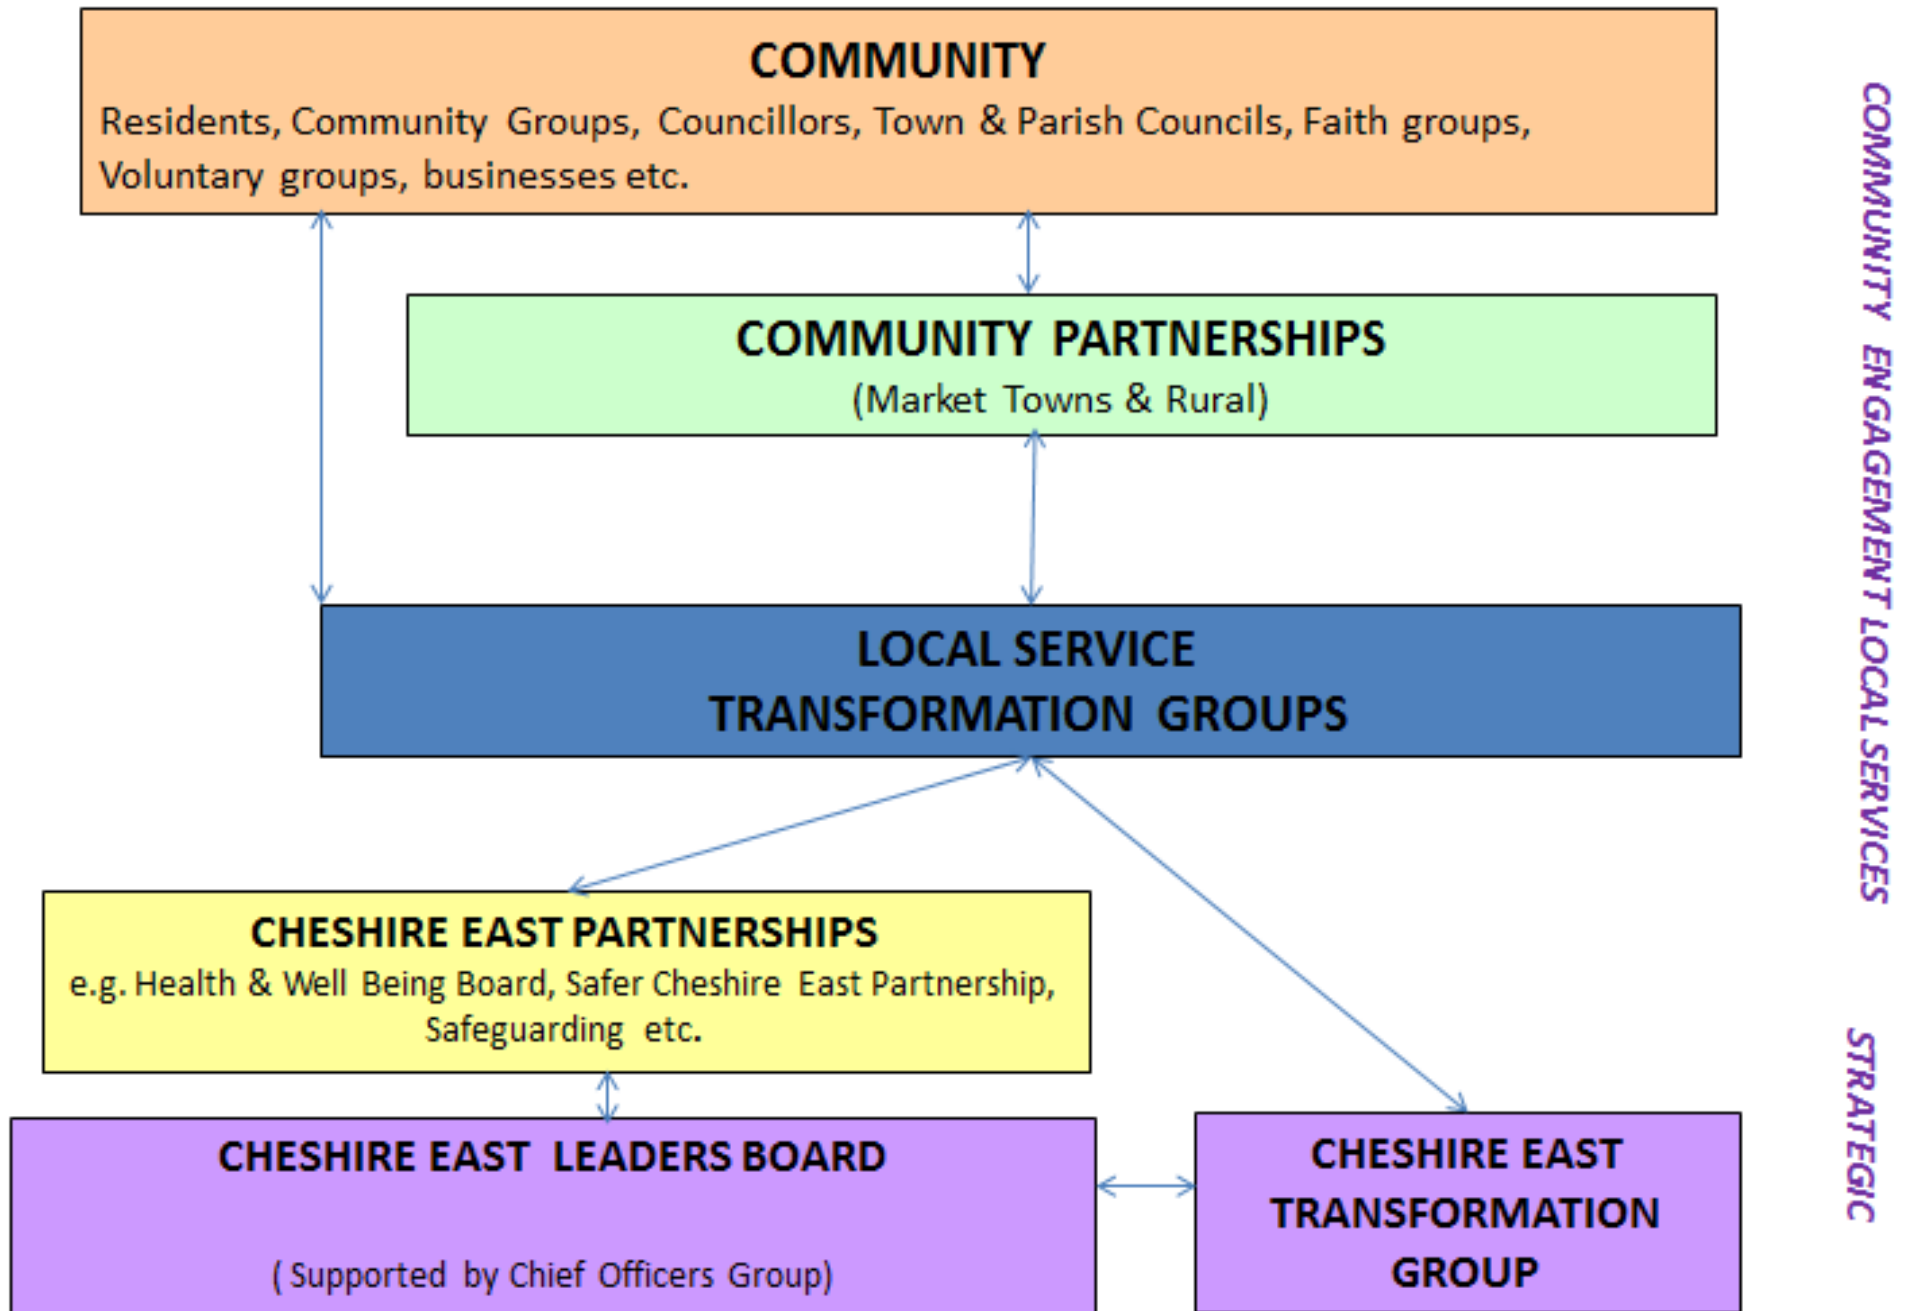 COMMUNITY
Residents, Community Groups, Councillors, Town & Parish Councils, Faith groups,
Voluntary groups, businesses etc.
COMMUNITY PARTNERSHIPS
(Market Towns & Rural)
LOCAL SERVICE
TRANSFORMATION GROUPS
CHESHIRE EAST PARTNERSHIPS
e.g. Health & Well Being Board, Safer Cheshire East Partnership,
Safeguarding etc.
CHESHIRE EAST LEADERS BOARD
( Supported by Chief Officers Group)
CHESHIRE EAST
TRANSFORMATION
GROUP
COMMUNITY ENGAGEMENT LOCAL SERVICES
STRATEGIC